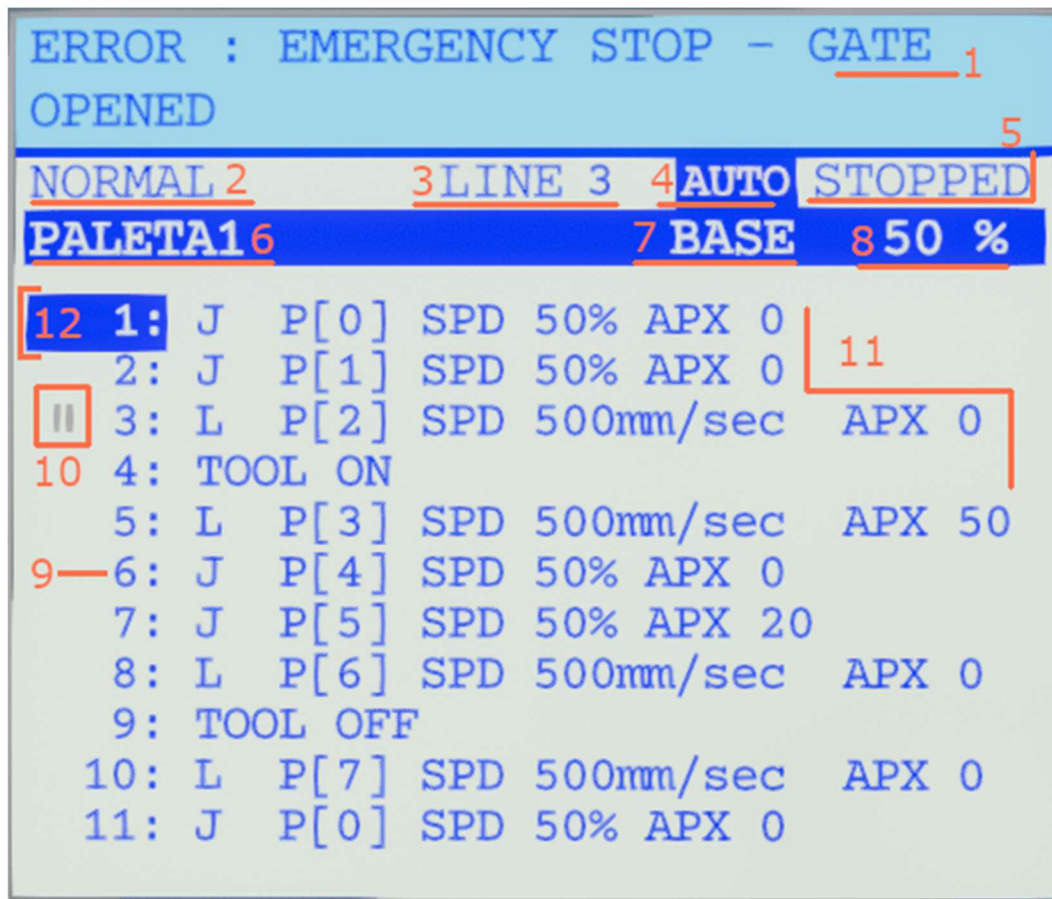 ERROR : EMERGENCY STOP - GATE 1
OPENED
5
NORMAL 2 3 LINE 3 4 AUTO STOPPED
PALETA1 6 7 BASE 8 50 %
12 1: J P[0] SPD 50% APX 0
11
2: J P[1] SPD 50% APX 0
3: L P[2] SPD 500mm/sec APX 0
10 4: TOOL ON
5: L P[3] SPD 500mm/sec APX 50
9 6: J P[4] SPD 50% APX 0
7: J P[5] SPD 50% APX 20
8: L P[6] SPD 500mm/sec APX 0
9: TOOL OFF
10: L P[7] SPD 500mm/sec APX 0
11: J P[0] SPD 50% APX 0